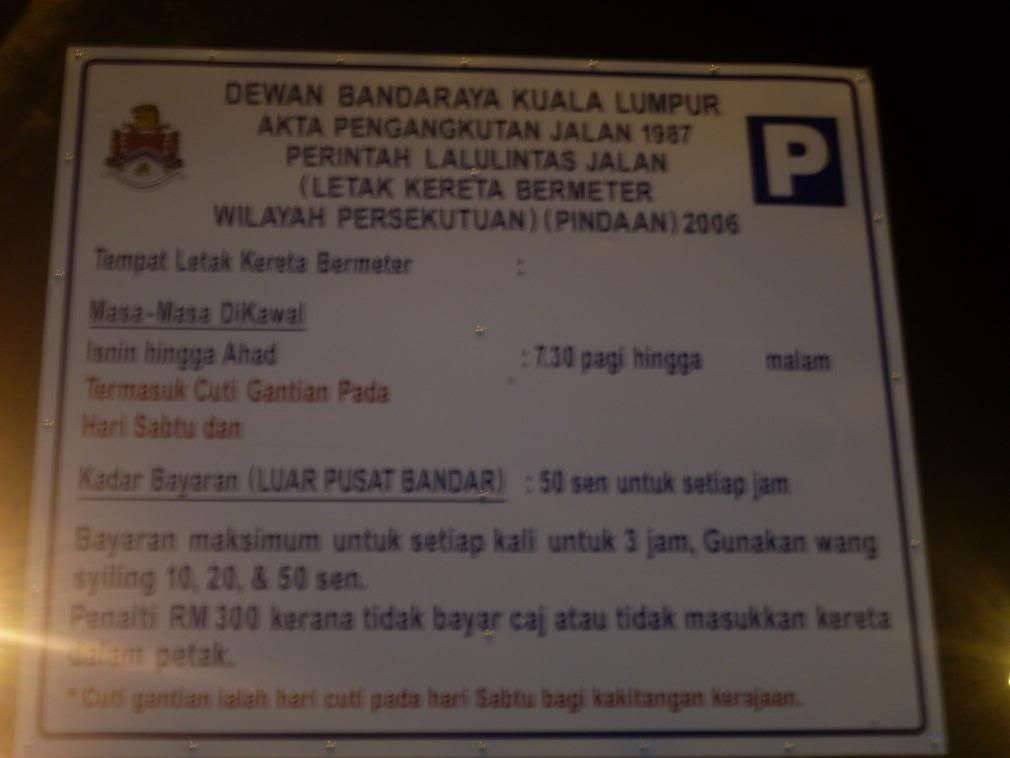 DEWAN BANDARAYA KUALA LUMPUR
AKTA PENGANGKUTAN JALAN 1987
PERINTAH LALULINTAS JALAN
(LETAK KERETA BERMETER
WILAYAH PERSEKUTUAN) (PINDAAN) 2006
P
Tempat Letak Kereta Bermeter :
Masa-Masa DiKawal
Isnin hingga Ahad : 7.30 pagi hingga malam
Termasuk Cuti Gantian Pada
Hari Sabtu dan
Kadar Bayaran (LUAR PUSAT BANDAR) : 50 sen untuk setiap jam
Bayaran maksimum untuk setiap kali untuk 3 jam, Gunakan wang
syiling 10, 20, & 50 sen.
Penalti RM 300 kerana tidak bayar caj atau tidak masukkan kereta
dalam petak.
* Cuti gantian ialah hari cuti pada hari Sabtu bagi kakitangan kerajaan.